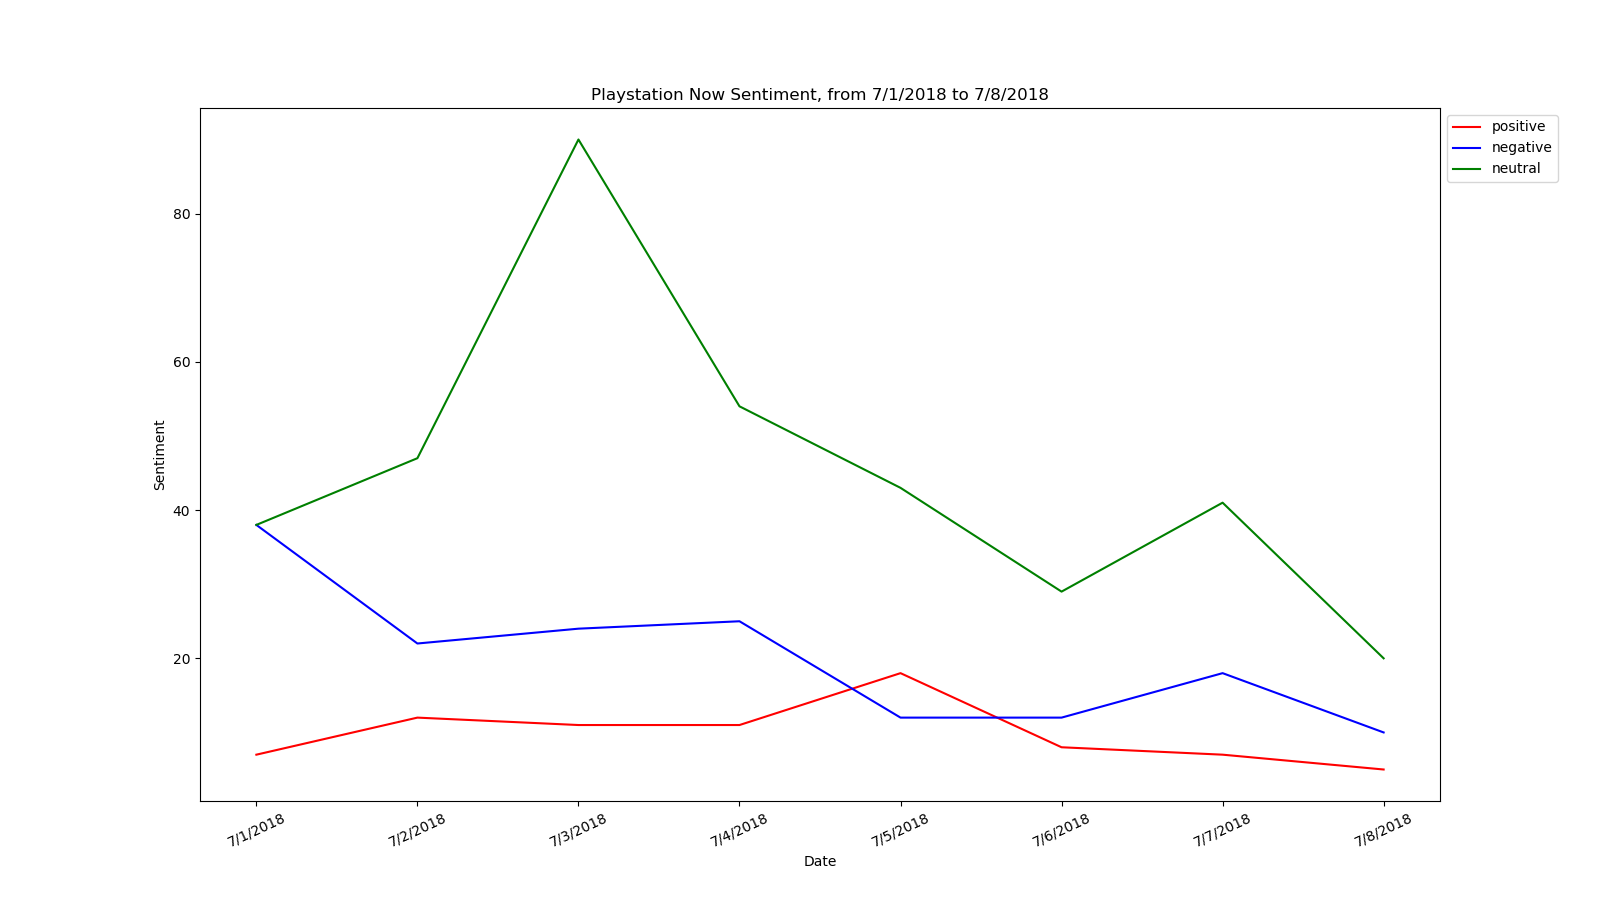 Playstation Now Sentiment, from 7/1/2018 to 7/8/2018
positive
negative
neutral
80
60
40
20
Sentiment
7/1/2018 7/2/2018 7/3/2018 7/4/2018 7/5/2018 7/6/2018 7/7/2018 7/8/2018
Date